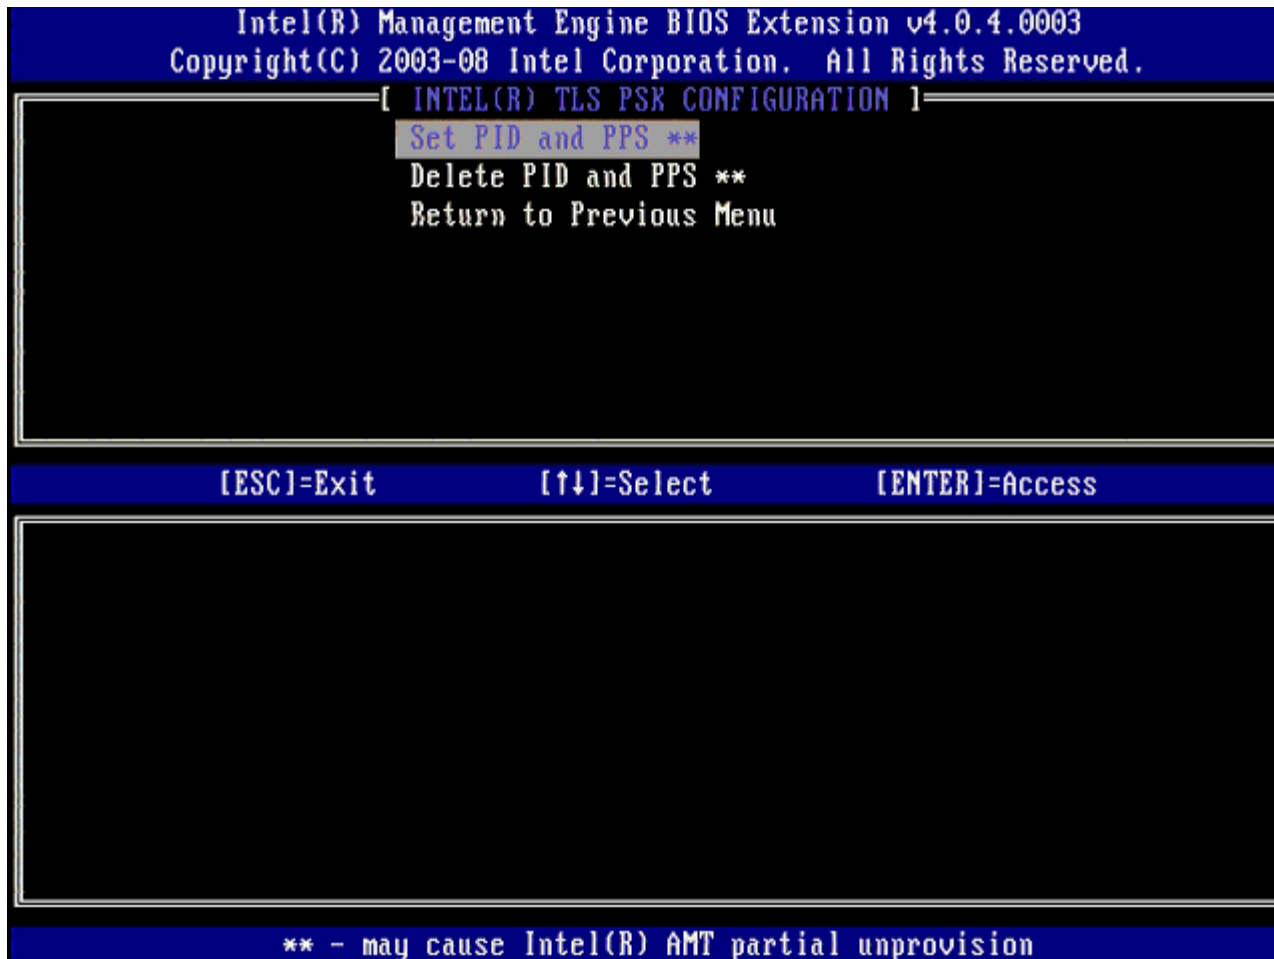 Intel(R) Management Engine BIOS Extension v4.0.4.0003
Copyright(C) 2003-08 Intel Corporation.  All Rights Reserved.
[ INTEL(R) TLS PSK CONFIGURATION ]
Set PID and PPS **
Delete PID and PPS **
Return to Previous Menu
[ESC]=Exit [↑↓]=Select [ENTER]=Access
** - may cause Intel(R) AMT partial unprovision